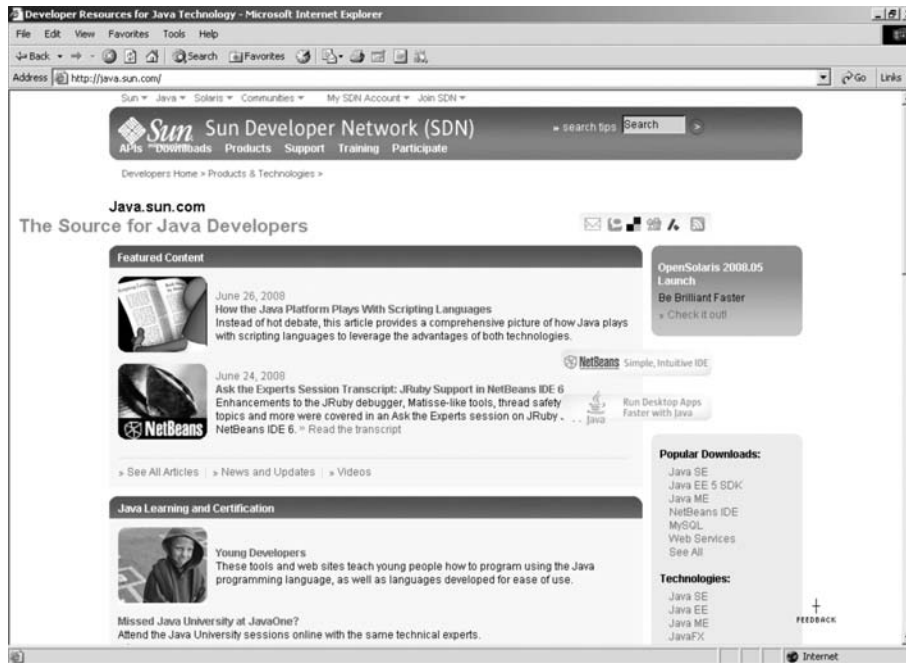 Developer Resources for Java Technology - Microsoft Internet Explorer
File Edit View Favorites Tools Help
Back Search Favorites
Address http://java.sun.com/ Go Links
Sun Java Solaris Communities My SDN Account Join SDN
Sun Sun Developer Network (SDN) » search tips Search
APIs Downloads Products Support Training Participate
Developers Home > Products & Technologies >
Java.sun.com
The Source for Java Developers
Featured Content
June 26, 2008
How the Java Platform Plays With Scripting Languages
Instead of hot debate, this article provides a comprehensive picture of how Java plays
with scripting languages to leverage the advantages of both technologies.
June 24, 2008
Ask the Experts Session Transcript: JRuby Support in NetBeans IDE 6
Enhancements to the JRuby debugger, Matisse-like tools, thread safety
topics and more were covered in an Ask the Experts session on JRuby
NetBeans IDE 6. » Read the transcript
NetBeans
» See All Articles | » News and Updates | » Videos
Java Learning and Certification
Young Developers
These tools and web sites teach young people how to program using the Java
programming language, as well as languages developed for ease of use.
Missed Java University at JavaOne?
Attend the Java University sessions online with the same technical experts.
OpenSolaris 2008.05
Launch
Be Brilliant Faster
» Check it out!
NetBeans Simple, Intuitive IDE
Java Run Desktop Apps
Faster with Java
Popular Downloads:
Java SE
Java EE 5 SDK
Java ME
NetBeans IDE
MySQL
Web Services
See All
Technologies:
Java SE
Java EE
Java ME
JavaFX
FEEDBACK
Internet